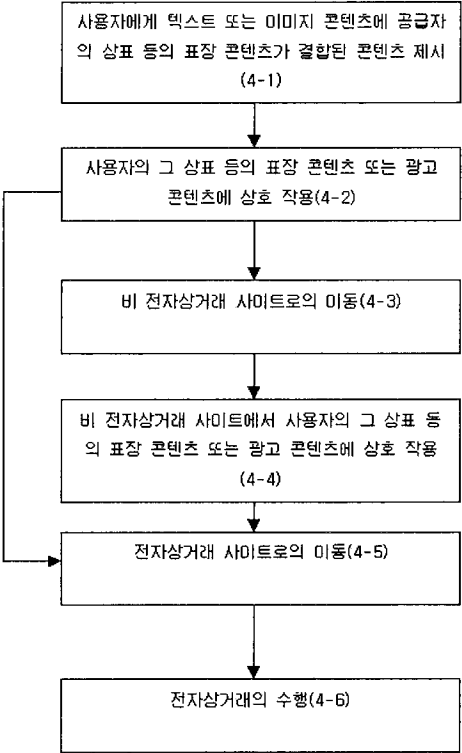 사용자에게 텍스트 또는 이미지 콘텐츠에 공급자
의 상표 등의 표장 콘텐츠가 결합된 콘텐츠 제시
(4-1)
사용자의 그 상표 등의 표장 콘텐츠 또는 광고
콘텐츠에 상호 작용(4-2)
비 전자상거래 사이트로의 이동(4-3)
비 전자상거래 사이트에서 사용자의 그 상표 등
의 표장 콘텐츠 또는 광고 콘텐츠에 상호 작용
(4-4)
전자상거래 사이트로의 이동(4-5)
전자상거래의 수행(4-6)